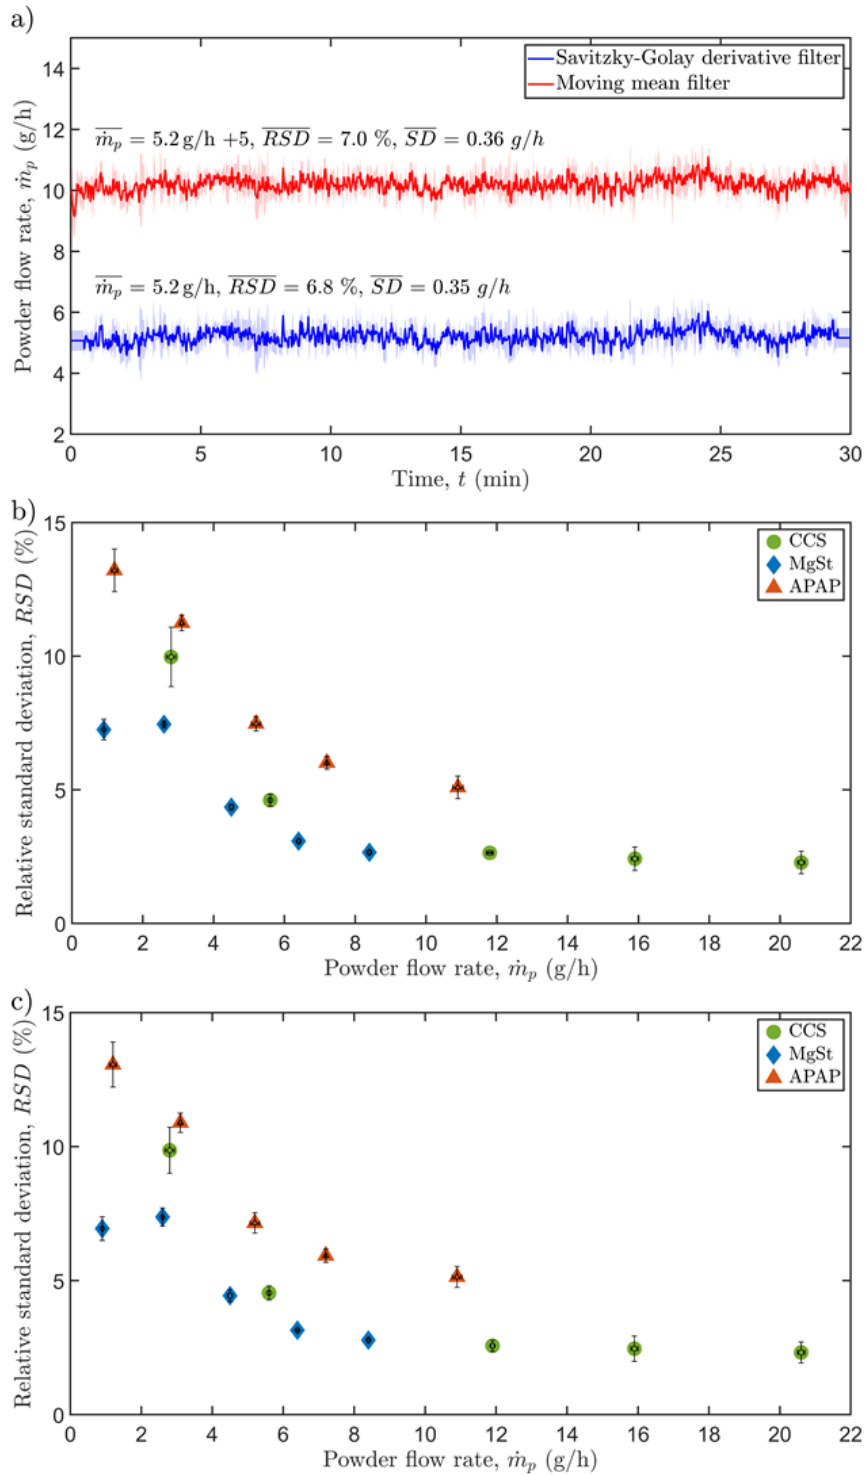 a)
Powder flow rate, ṁₚ (g/h)
14
12
10
8
6
4
2
Savitzky-Golay derivative filter
Moving mean filter
ṁₚ = 5.2 g/h +5, RSD = 7.0 %, SD = 0.36 g/h
ṁₚ = 5.2 g/h, RSD = 6.8 %, SD = 0.35 g/h
0 5 10 15 20 25 30
Time, t (min)
b)
Relative standard deviation, RSD (%)
15
10
5
0
CCS
MgSt
APAP
0 2 4 6 8 10 12 14 16 18 20 22
Powder flow rate, ṁₚ (g/h)
c)
Relative standard deviation, RSD (%)
15
10
5
0
CCS
MgSt
APAP
0 2 4 6 8 10 12 14 16 18 20 22
Powder flow rate, ṁₚ (g/h)